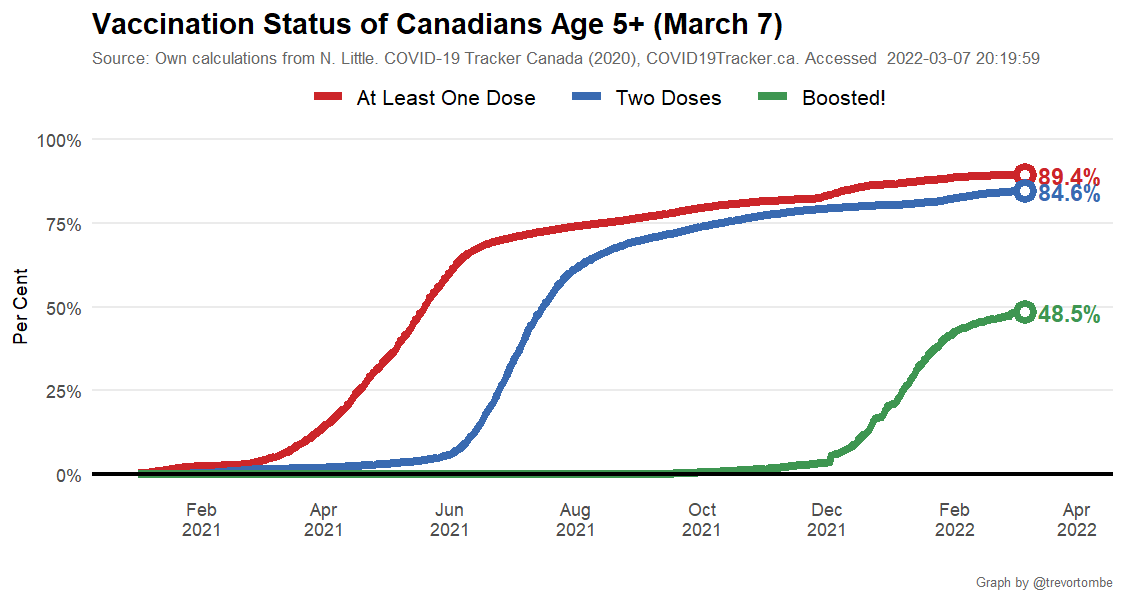 Vaccination Status of Canadians Age 5+ (March 7)
Source: Own calculations from N. Little. COVID-19 Tracker Canada (2020), COVID19Tracker.ca. Accessed  2022-03-07 20:19:59
At Least One Dose
Two Doses
Boosted!
Per Cent
100%
75%
50%
25%
0%
89.4%
84.6%
48.5%
Feb
2021
Apr
2021
Jun
2021
Aug
2021
Oct
2021
Dec
2021
Feb
2022
Apr
2022
Graph by @trevortombe